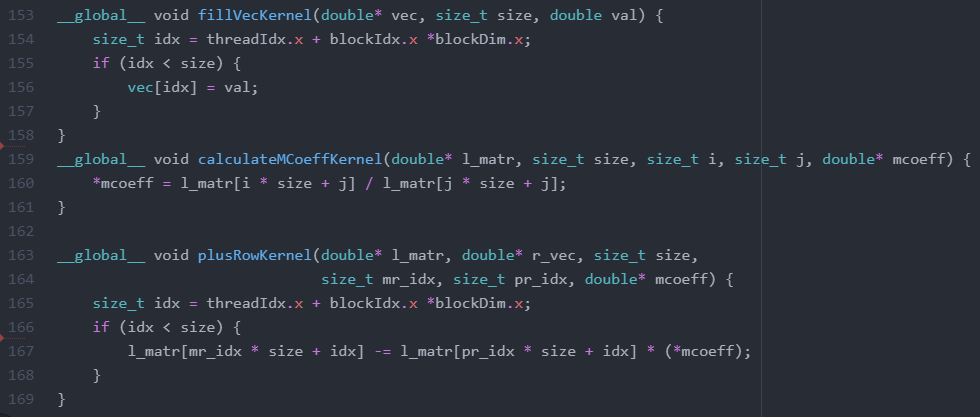 153 __global__ void fillVecKernel(double* vec, size_t size, double val) {
154     size_t idx = threadIdx.x + blockIdx.x *blockDim.x;
155     if (idx < size) {
156         vec[idx] = val;
157     }
158 }
159 __global__ void calculateMCoeffKernel(double* l_matr, size_t size, size_t i, size_t j, double* mcoeff) {
160     *mcoeff = l_matr[i * size + j] / l_matr[j * size + j];
161 }
162
163 __global__ void plusRowKernel(double* l_matr, double* r_vec, size_t size,
164                               size_t mr_idx, size_t pr_idx, double* mcoeff) {
165     size_t idx = threadIdx.x + blockIdx.x *blockDim.x;
166     if (idx < size) {
167         l_matr[mr_idx * size + idx] -= l_matr[pr_idx * size + idx] * (*mcoeff);
168     }
169 }